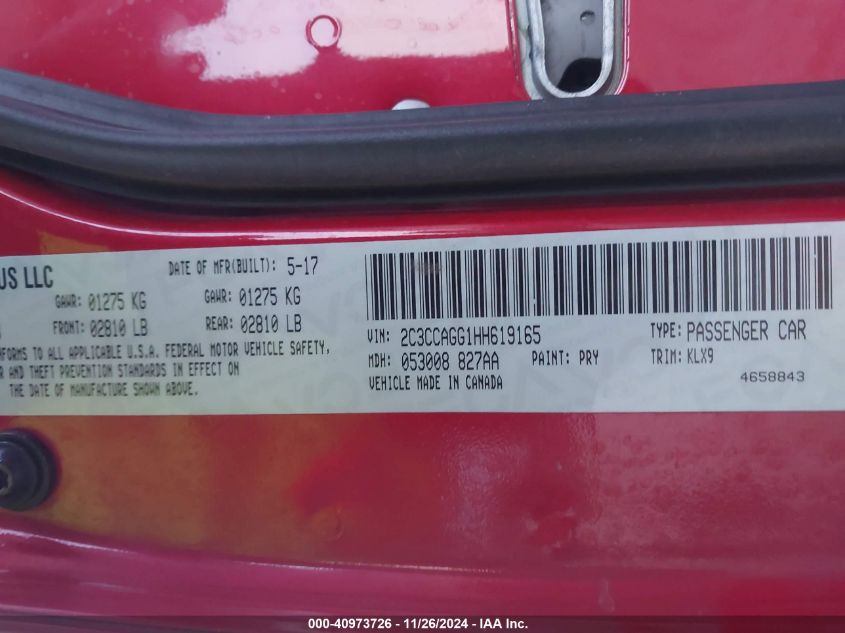 US LLC
DATE OF MFR(BUILT): 5-17
GAWR: 01275 KG GAWR: 01275 KG
FRONT: 02810 LB REAR: 02810 LB
TO ALL APPLICABLE U.S.A. FEDERAL MOTOR VEHICLE SAFETY,
AND THEFT STANDARDS IN EFFECT ON
THE DATE OF MANUFACTURE SHOWN ABOVE.
VIN: 2C3CCAGG1HH619165 TYPE: PASSENGER CAR
MDH: 053008 827AA PAINT: PRY TRIM: KLX9
VEHICLE MADE IN CANADA 4658843
000-40973726 - 11/26/2024 - IAA Inc.